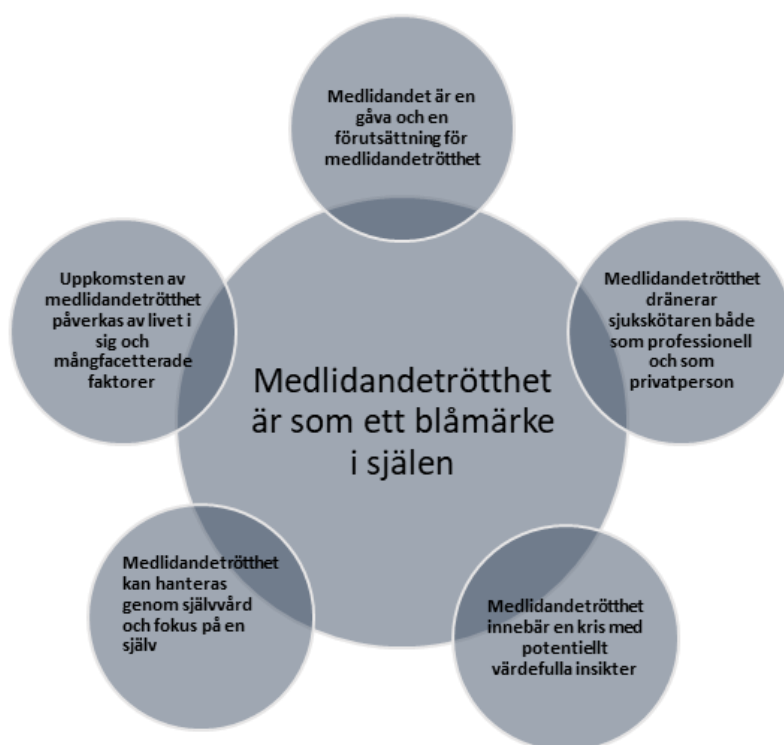 Medlidandet är en
gåva och en
förutsättning för
medlidandetrötthet
Medlidandetrötthet
dränerar
sjukskötaren både
som professionell
och som
privatperson
Medlidandetrötthet
innebär en kris med
potentiellt
värdefulla insikter
Medlidandetrötthet
kan hanteras
genom självvård
och fokus på en
själv
Uppkomsten av
medlidandetrötthet
påverkas av livet i
sig och
mångfacetterade
faktorer
Medlidandetrötthet
är som ett blåmärke
i själen